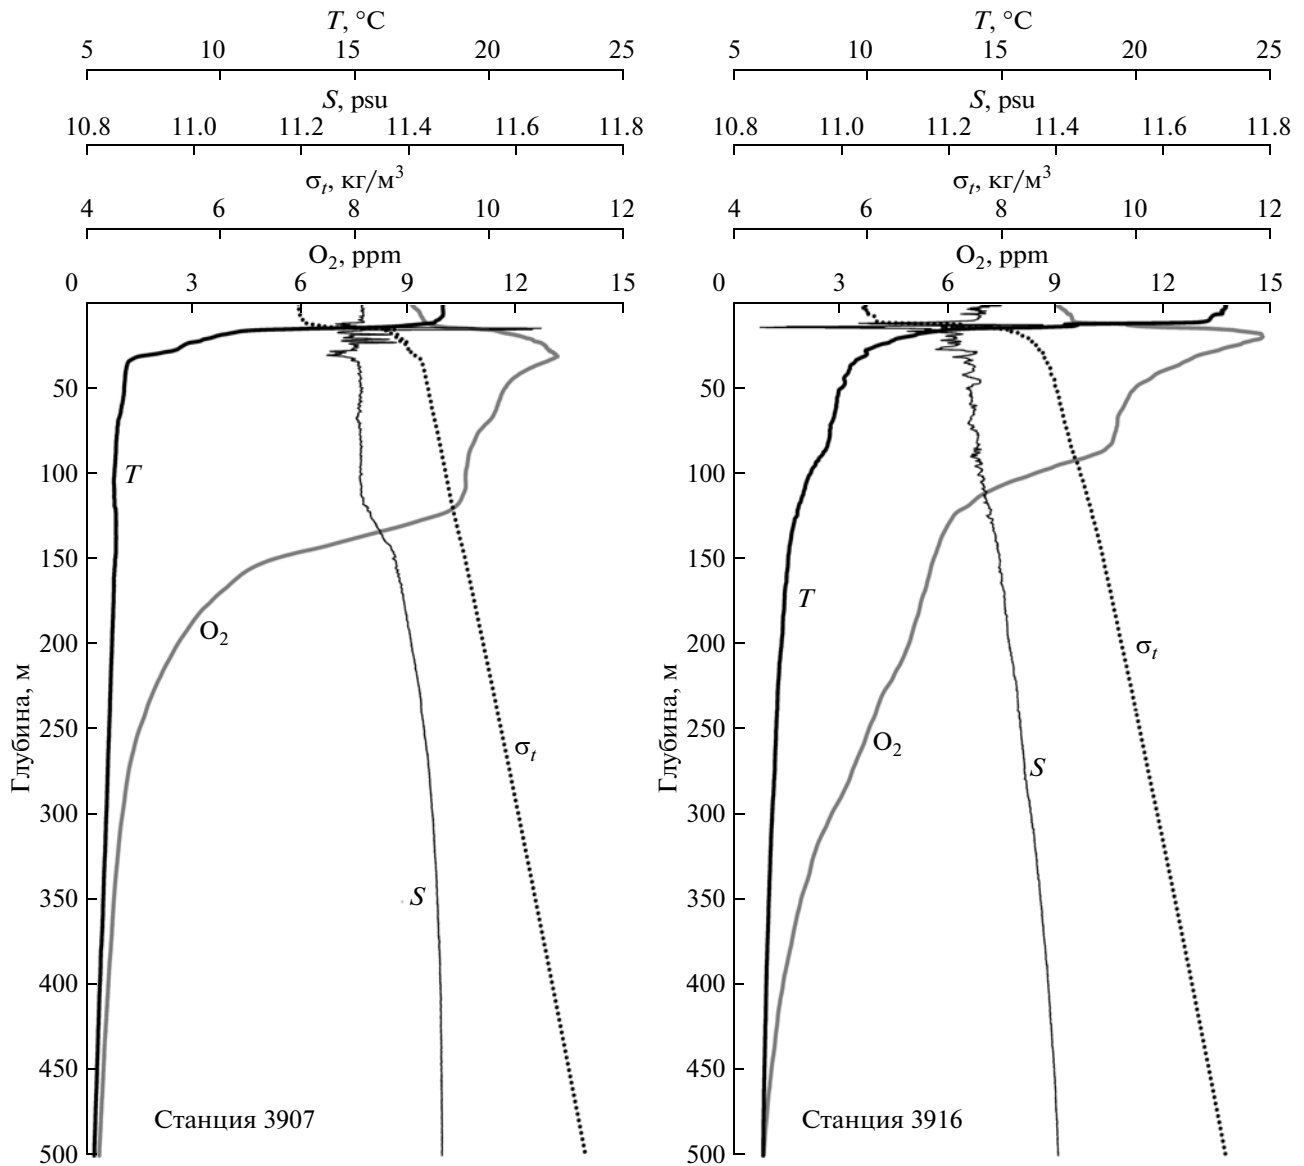 T, °C
5 10 15 20 25
S, psu
10.8 11.0 11.2 11.4 11.6 11.8
σt, кг/м³
4 6 8 10 12
O₂, ppm
0 3 6 9 12 15
50
100
150
200
250
300
350
400
450
500
Глубина, м
T
O₂
σt
S
Станция 3907
T, °C
5 10 15 20 25
S, psu
10.8 11.0 11.2 11.4 11.6 11.8
σt, кг/м³
4 6 8 10 12
O₂, ppm
0 3 6 9 12 15
50
100
150
200
250
300
350
400
450
500
Глубина, м
T
σt
O₂
S
Станция 3916